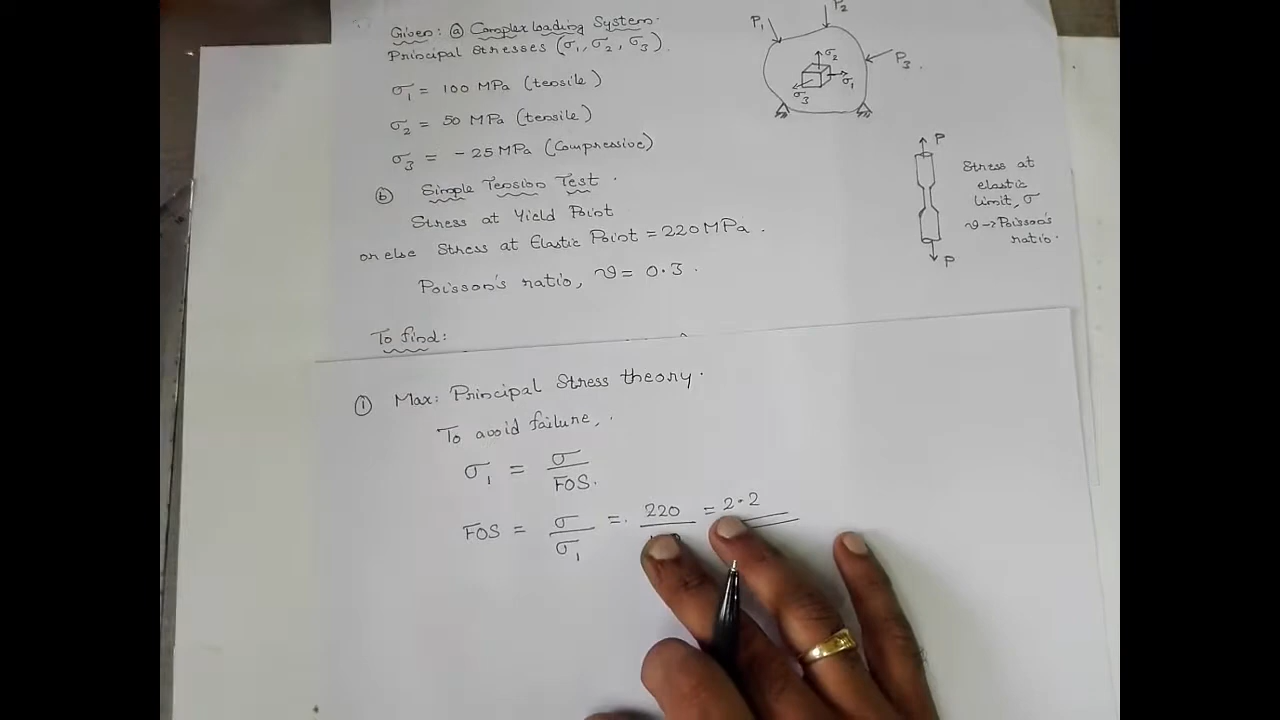 Given: ⓐ Complex loading System.
Principal Stresses (σ₁, σ₂, σ₃).
σ₁ = 100 MPa (tensile)
σ₂ = 50 MPa (tensile)
σ₃ = - 25 MPa (Compressive)
ⓑ Simple Tension Test.
Stress at Yield Point
or else Stress at Elastic Point = 220 MPa.
Poisson's ratio, ϑ = 0.3.
To find:
P₁
P₂
P₃
σ₂
σ₁
σ₃
P
Stress at
elastic
limit, σ
ϑ → Poisson's
ratio.
P
① Max: Principal Stress theory.
To avoid failure,
σ₁ = σ / FOS.
FOS = σ / σ₁ = 220 / = 2.2